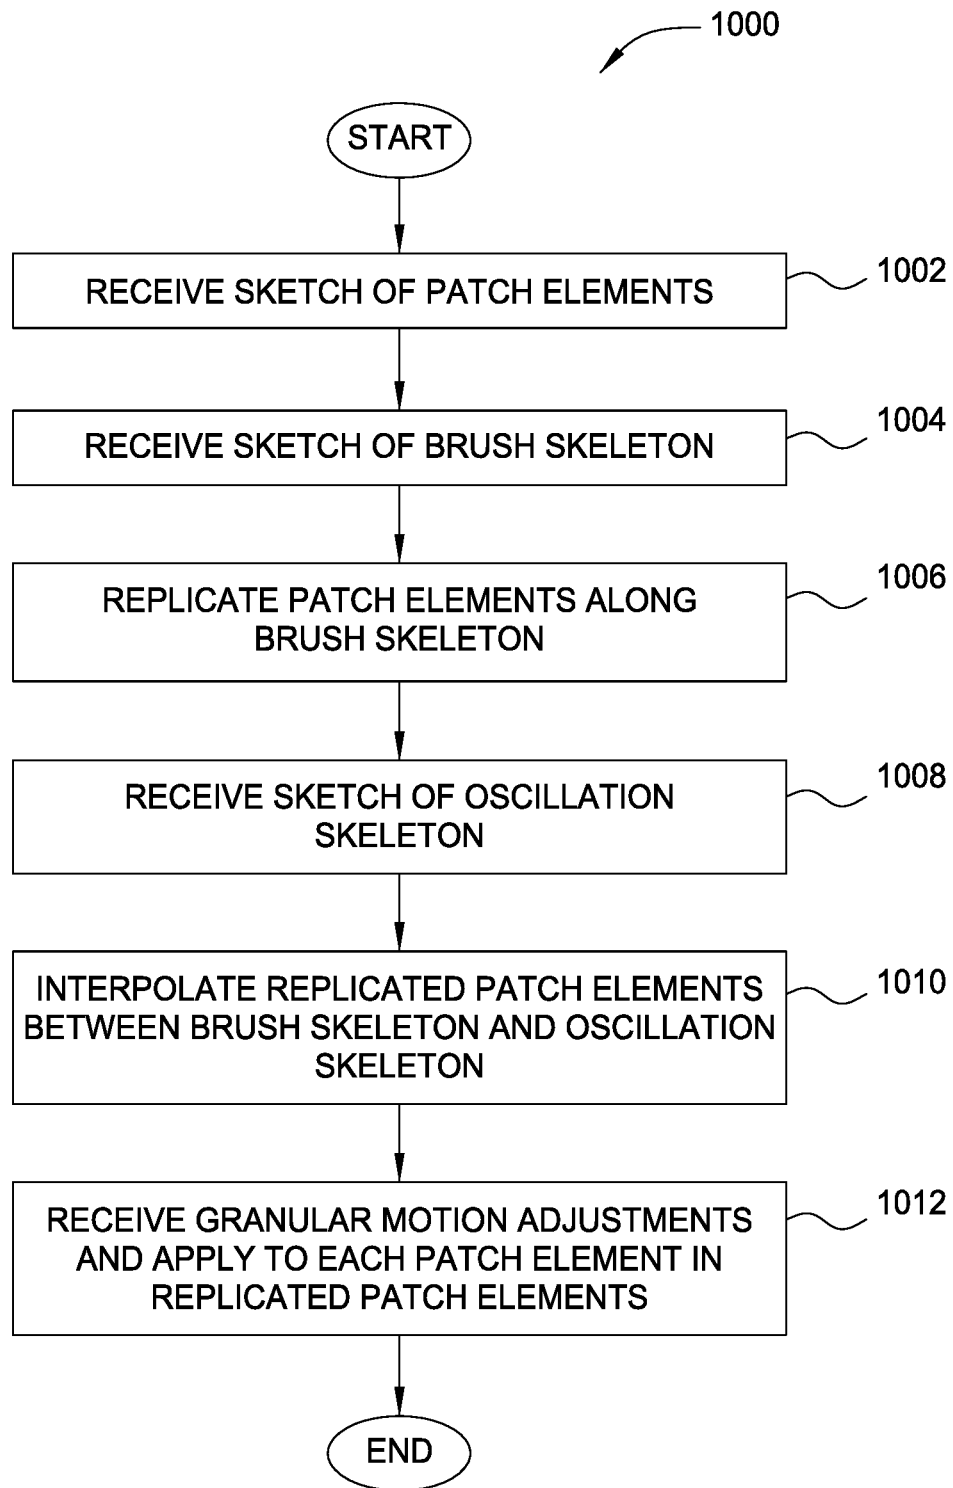 1000
START
RECEIVE SKETCH OF PATCH ELEMENTS
1002
RECEIVE SKETCH OF BRUSH SKELETON
1004
REPLICATE PATCH ELEMENTS ALONG
BRUSH SKELETON
1006
RECEIVE SKETCH OF OSCILLATION
SKELETON
1008
INTERPOLATE REPLICATED PATCH ELEMENTS
BETWEEN BRUSH SKELETON AND OSCILLATION
SKELETON
1010
RECEIVE GRANULAR MOTION ADJUSTMENTS
AND APPLY TO EACH PATCH ELEMENT IN
REPLICATED PATCH ELEMENTS
1012
END